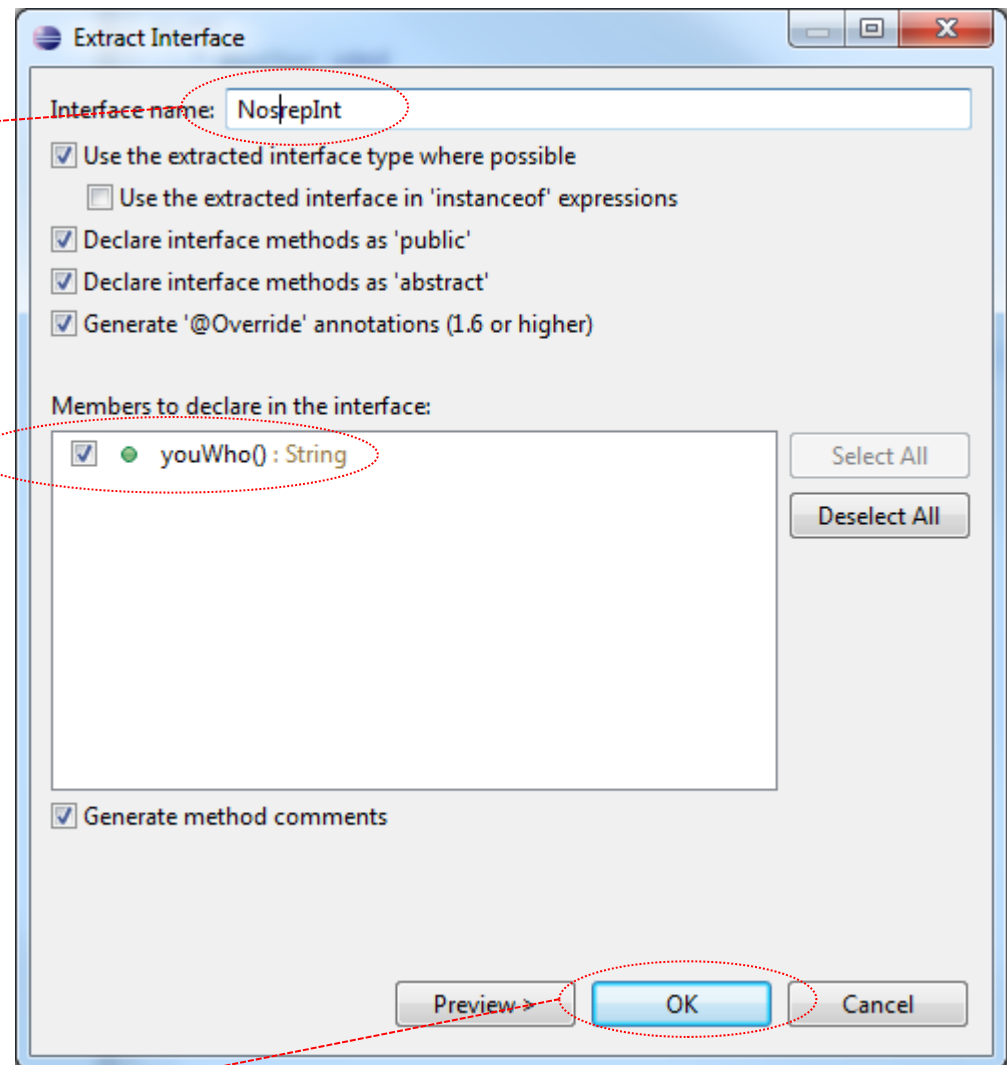 Extract Interface
Interface name: NosrepInt
Use the extracted interface type where possible
Use the extracted interface in 'instanceof' expressions
Declare interface methods as 'public'
Declare interface methods as 'abstract'
Generate '@Override' annotations (1.6 or higher)
Members to declare in the interface:
youWho() : String
Select All
Deselect All
Generate method comments
Preview > OK Cancel